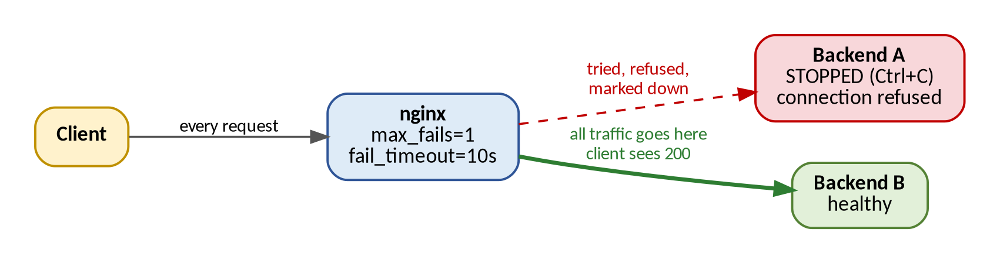 Client
every request
nginx
max_fails=1
fail_timeout=10s
tried, refused,
marked down
all traffic goes here
client sees 200
Backend A
STOPPED (Ctrl+C)
connection refused
Backend B
healthy